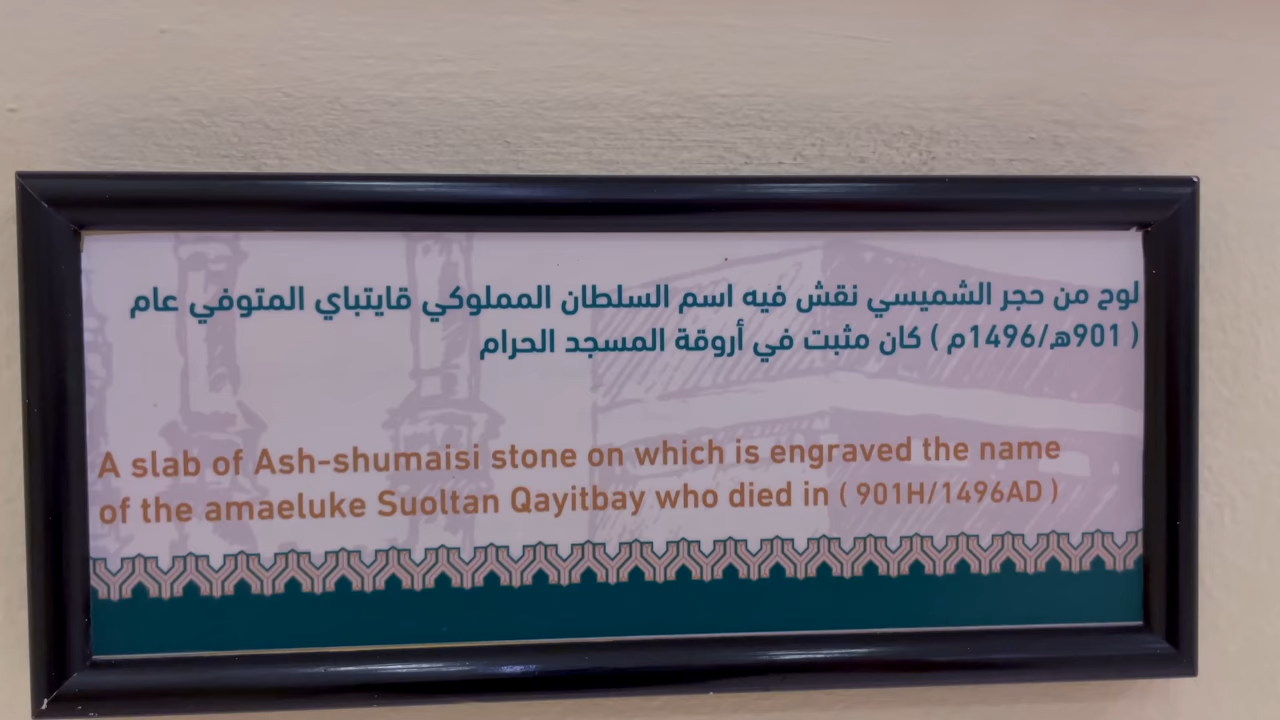 لوح من حجر الشميسي نقش فيه اسم السلطان المملوكي قايتباي المتوفي عام
( 901هـ/1496م ) كان مثبت في أروقة المسجد الحرام
A slab of Ash-shumaisi stone on which is engraved the name
of the amaeluke Suoltan Qayitbay who died in ( 901H/1496AD )